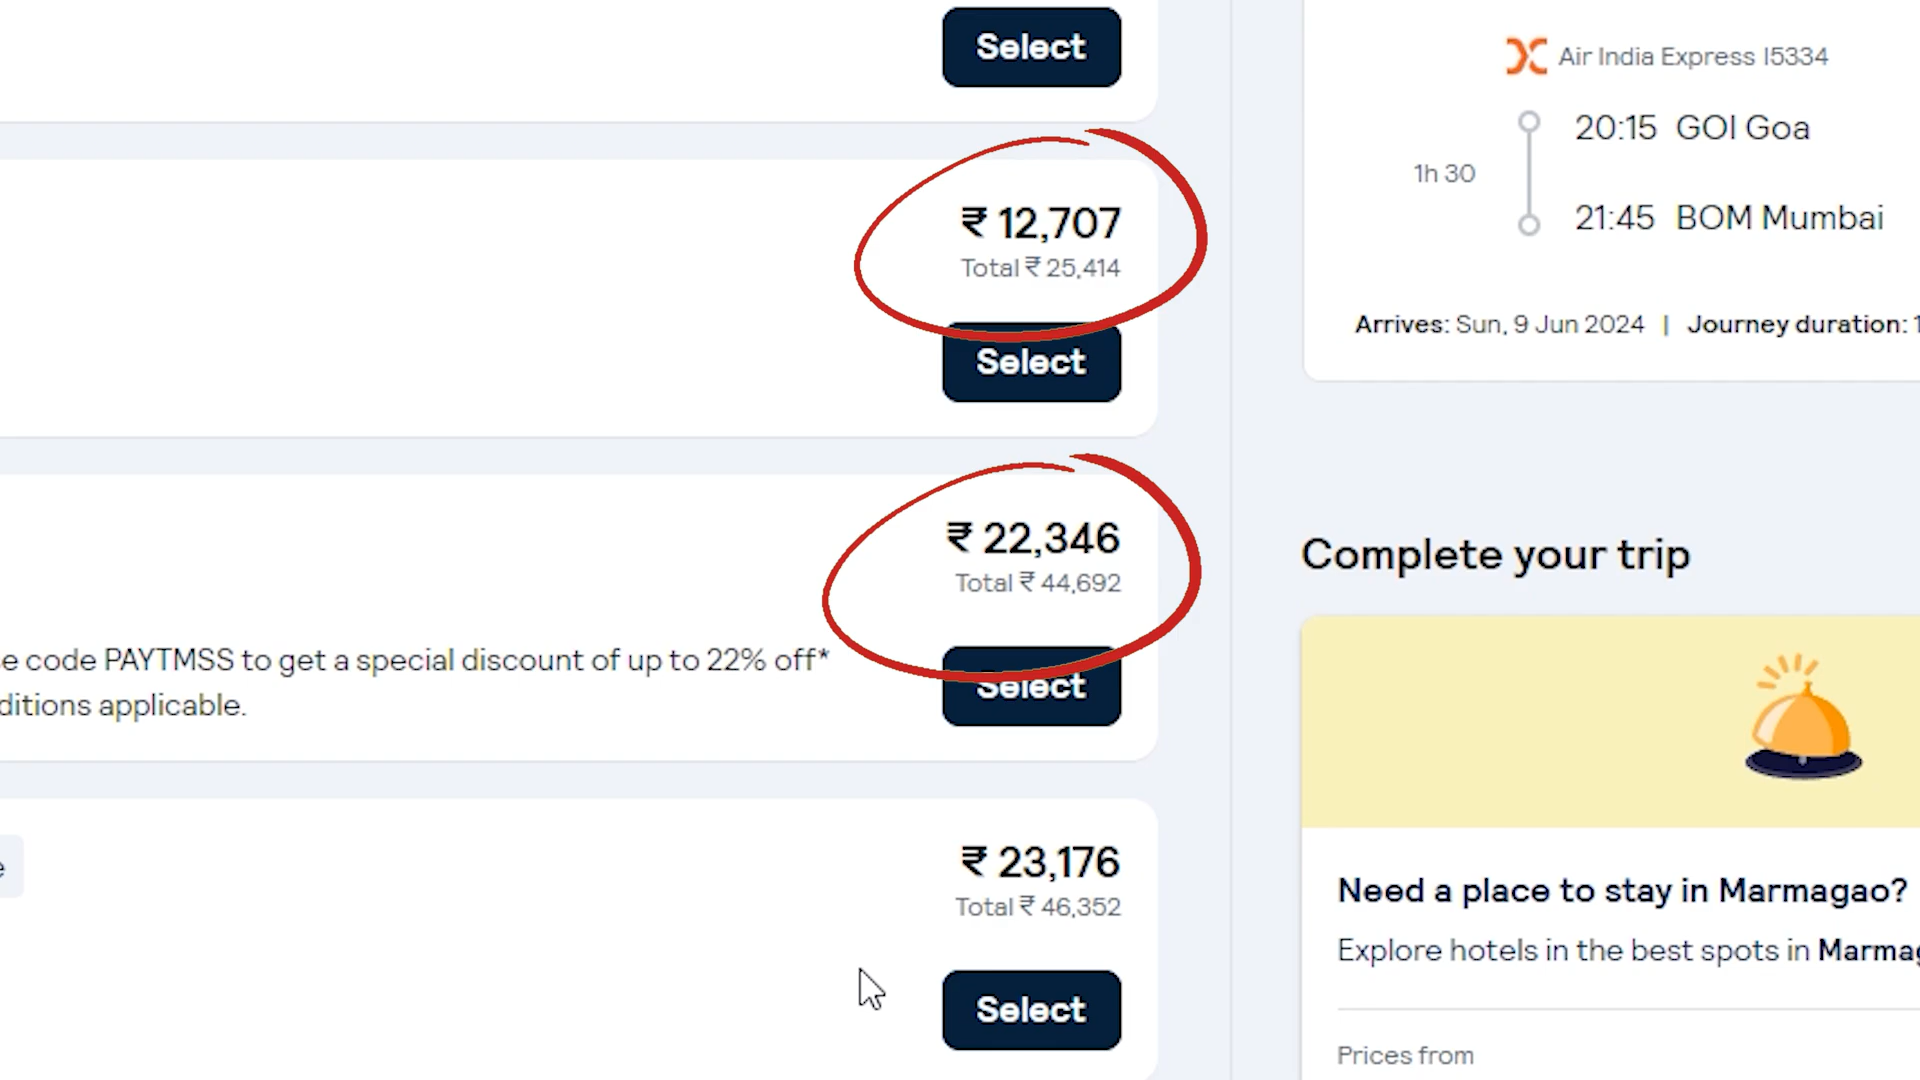 Select
₹ 12,707
Total ₹ 25,414
Select
₹ 22,346
Total ₹ 44,692
e code PAYTMSS to get a special discount of up to 22% off*
ditions applicable.
Select
e
₹ 23,176
Total ₹ 46,352
Select
Air India Express I5334
20:15 GOI Goa
1h 30
21:45 BOM Mumbai
Arrives: Sun, 9 Jun 2024 | Journey duration: 1
Complete your trip
Need a place to stay in Marmagao?
Explore hotels in the best spots in Marmag
Prices from